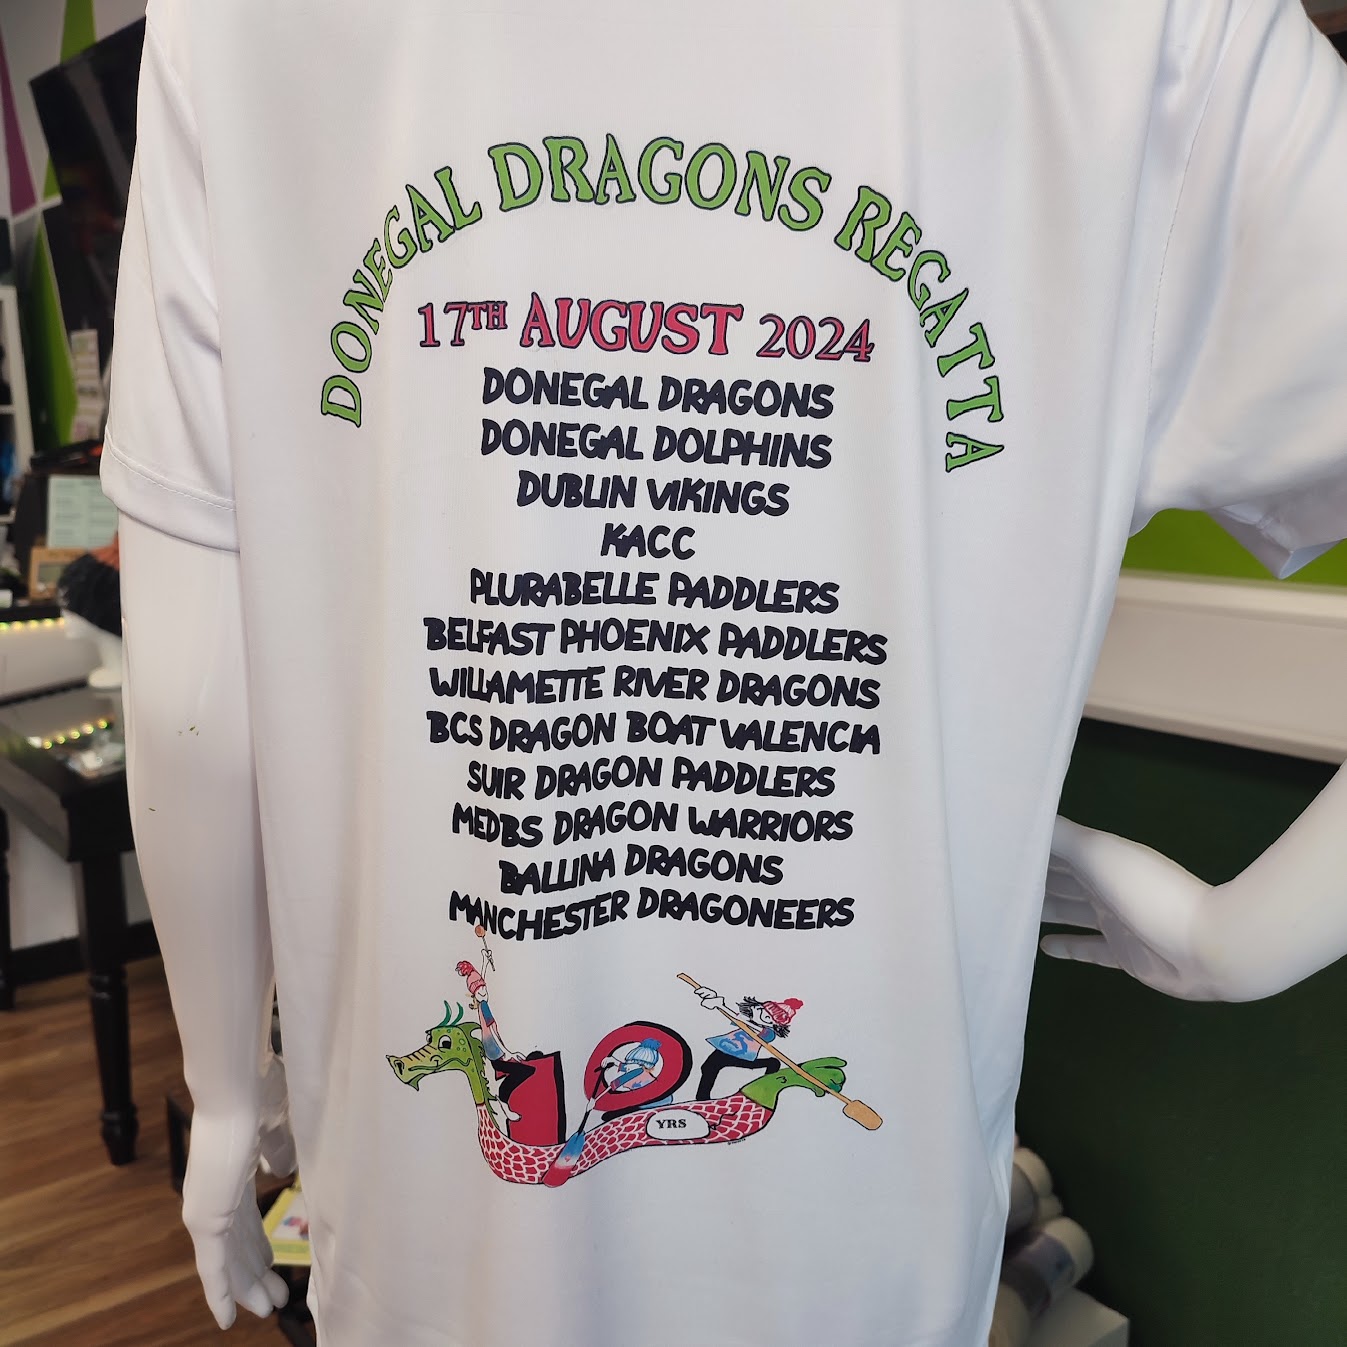 DONEGAL DRAGONS REGATTA
17TH AUGUST 2024
DONEGAL DRAGONS
DONEGAL DOLPHINS
DUBLIN VIKINGS
KACC
PLURABELLE PADDLERS
BELFAST PHOENIX PADDLERS
WILLAMETTE RIVER DRAGONS
BCS DRAGON BOAT VALENCIA
SUIR DRAGON PADDLERS
MEDBS DRAGON WARRIORS
BALLINA DRAGONS
MANCHESTER DRAGONEERS
10
YRS